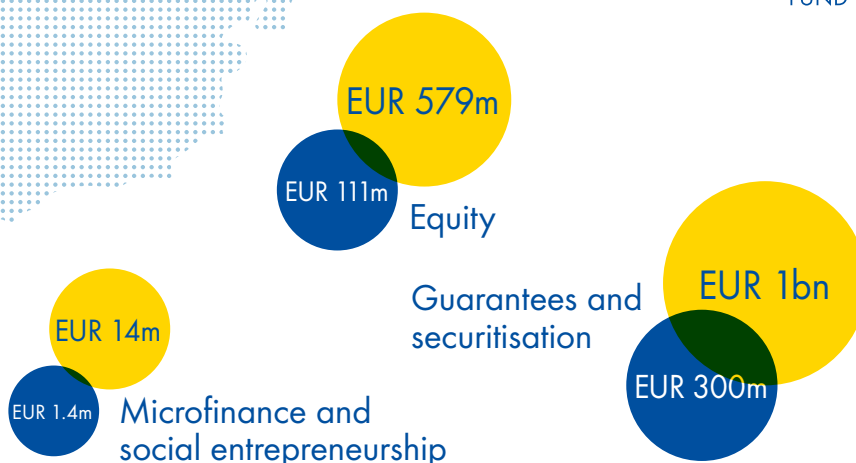 FUND
EUR 579m
EUR 111m
Equity
EUR 1bn
Guarantees and
securitisation
EUR 300m
EUR 14m
EUR 1.4m
Microfinance and
social entrepreneurship